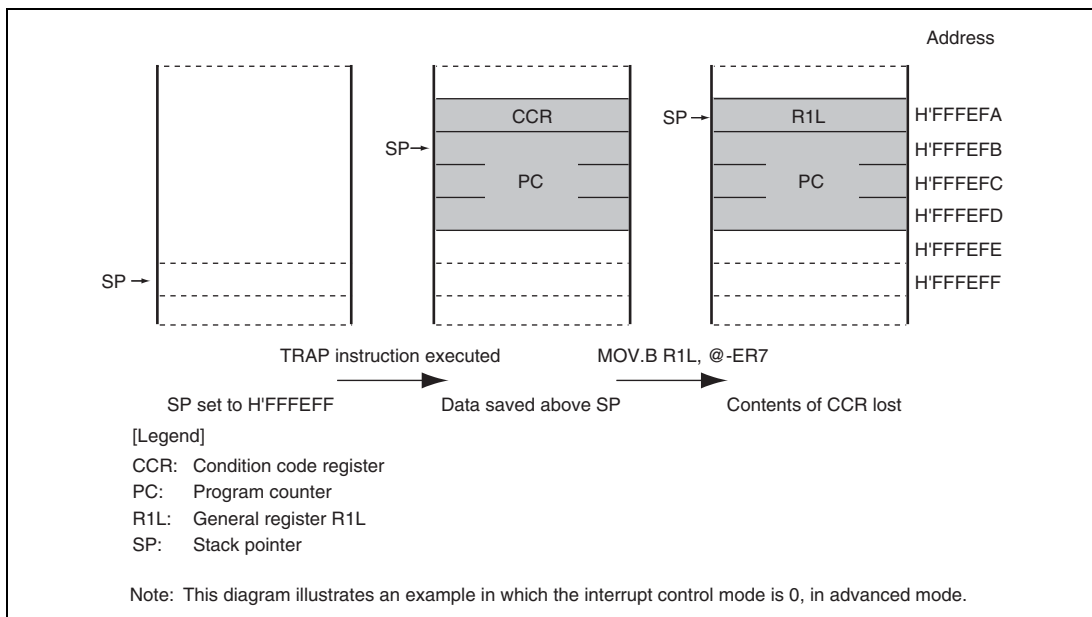 Address
CCR
SP
R1L
H'FFFEFA
SP
H'FFFEFB
PC
PC
H'FFFEFC
H'FFFEFD
H'FFFEFE
SP
H'FFFEFF
TRAP instruction executed
MOV.B R1L, @-ER7
SP set to H'FFFEFF
Data saved above SP
Contents of CCR lost
[Legend]
CCR: Condition code register
PC: Program counter
R1L: General register R1L
SP: Stack pointer
Note: This diagram illustrates an example in which the interrupt control mode is 0, in advanced mode.